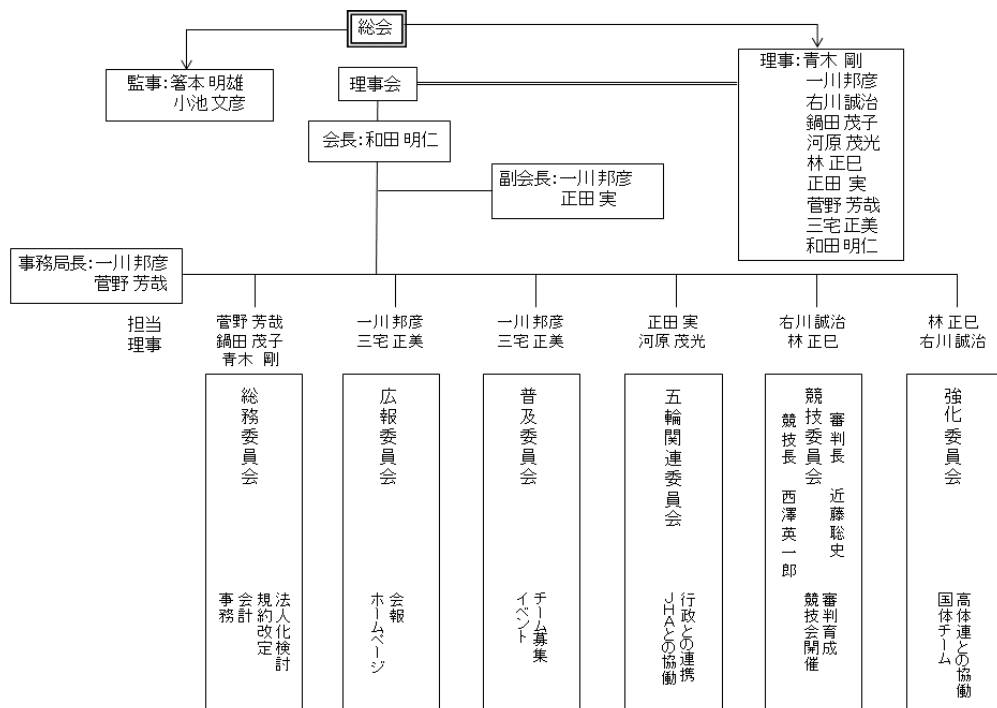 総会
監事:箸本 明雄
小池 文彦
理事会
理事:青木 剛
一川 邦彦
右川 誠治
鍋田 茂子
河原 茂光
林 正巳
正田 実
菅野 芳哉
三宅 正美
和田 明仁
会長:和田 明仁
副会長:一川 邦彦
正田 実
事務局長:一川 邦彦
菅野 芳哉
担当
理事
菅野 芳哉
鍋田 茂子
青木 剛
一川 邦彦
三宅 正美
一川 邦彦
三宅 正美
正田 実
河原 茂光
右川 誠治
林 正巳
林 正巳
右川 誠治
総務委員会
法人化検討
規約改定
会計
事務
広報委員会
会報
ホームページ
普及委員会
チーム募集
イベント
五輪関連委員会
行政との連携
JHAとの協働
審判長 近藤聡史
競技委員会
競技長 西澤英一郎
審判育成
競技会開催
強化委員会
高体連との協働
国体チーム